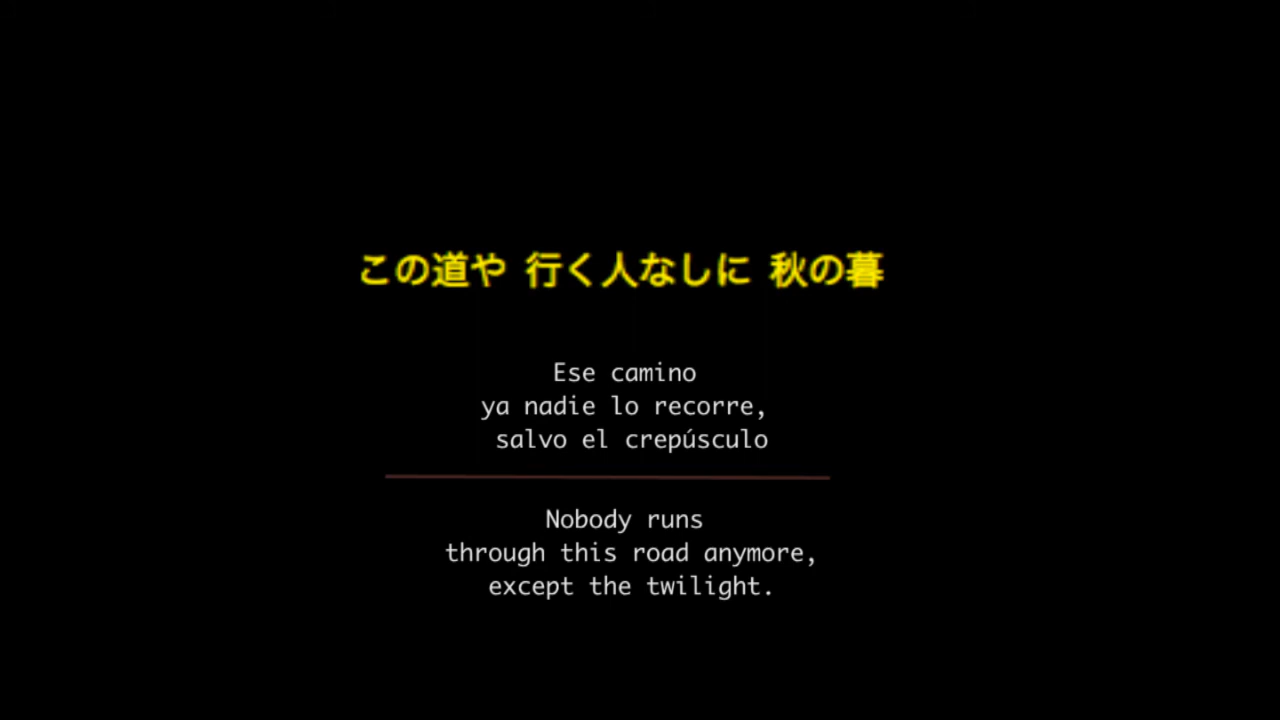 この道や 行く人なしに 秋の暮
Ese camino
ya nadie lo recorre,
salvo el crepúsculo
Nobody runs
through this road anymore,
except the twilight.